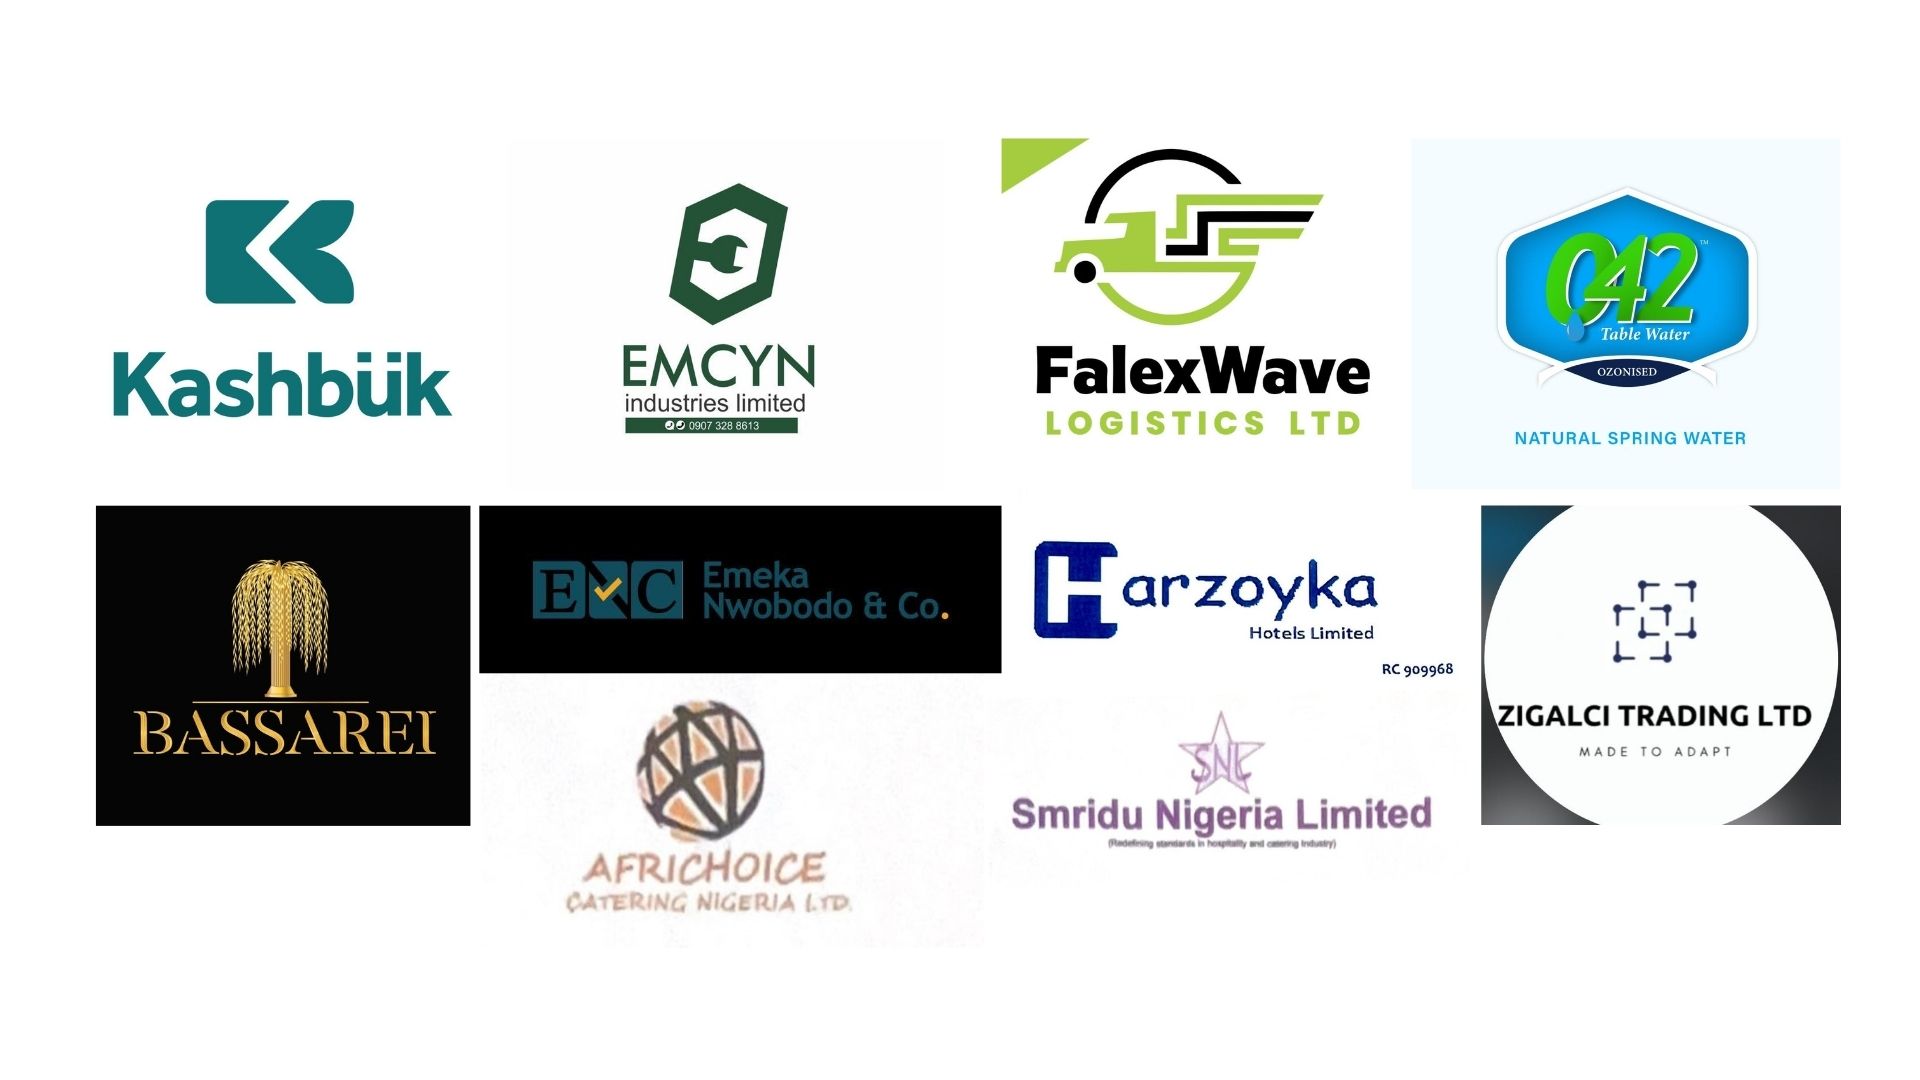 Kashbük
EMCYN
industries limited
0907 328 8613
FalexWave
LOGISTICS LTD
042
TM
Table Water
OZONISED
NATURAL SPRING WATER
BASSAREI
ENC
Emeka
Nwobodo & Co.
Harzoyka
Hotels Limited
RC 909968
ZIGALCI TRADING LTD
MADE TO ADAPT
AFRICHOICE
CATERING NIGERIA LTD.
SNL
Smridu Nigeria Limited
(Redefining standards in hospitality and catering Industry)